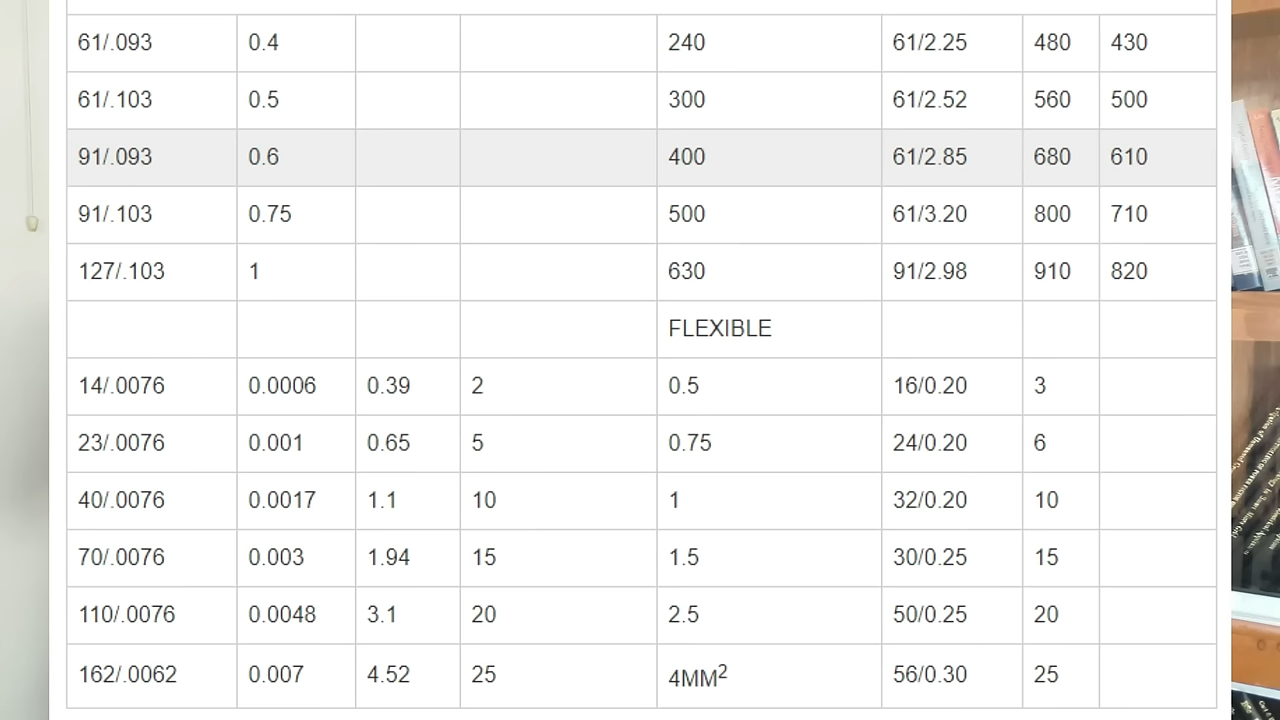 61/.093 0.4 240 61/2.25 480 430
61/.103 0.5 300 61/2.52 560 500
91/.093 0.6 400 61/2.85 680 610
91/.103 0.75 500 61/3.20 800 710
127/.103 1 630 91/2.98 910 820
FLEXIBLE
14/.0076 0.0006 0.39 2 0.5 16/0.20 3
23/.0076 0.001 0.65 5 0.75 24/0.20 6
40/.0076 0.0017 1.1 10 1 32/0.20 10
70/.0076 0.003 1.94 15 1.5 30/0.25 15
110/.0076 0.0048 3.1 20 2.5 50/0.25 20
162/.0062 0.007 4.52 25 4MM² 56/0.30 25